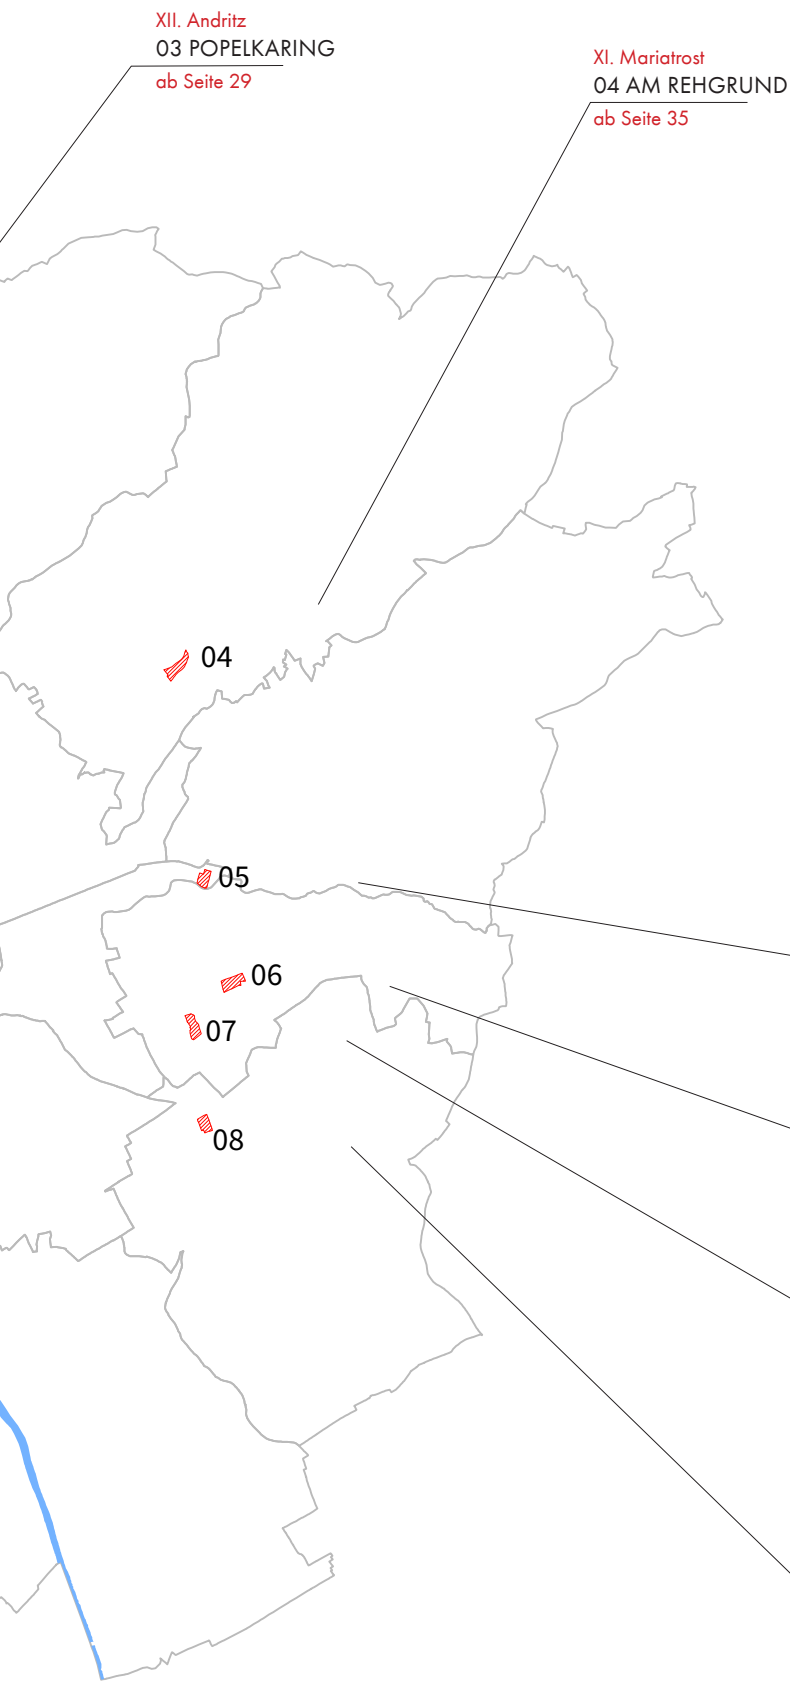 XII. Andritz
03 POPELKARING
ab Seite 29
XI. Mariatrost
04 AM REHGRUND
ab Seite 35
04
05
06
07
08